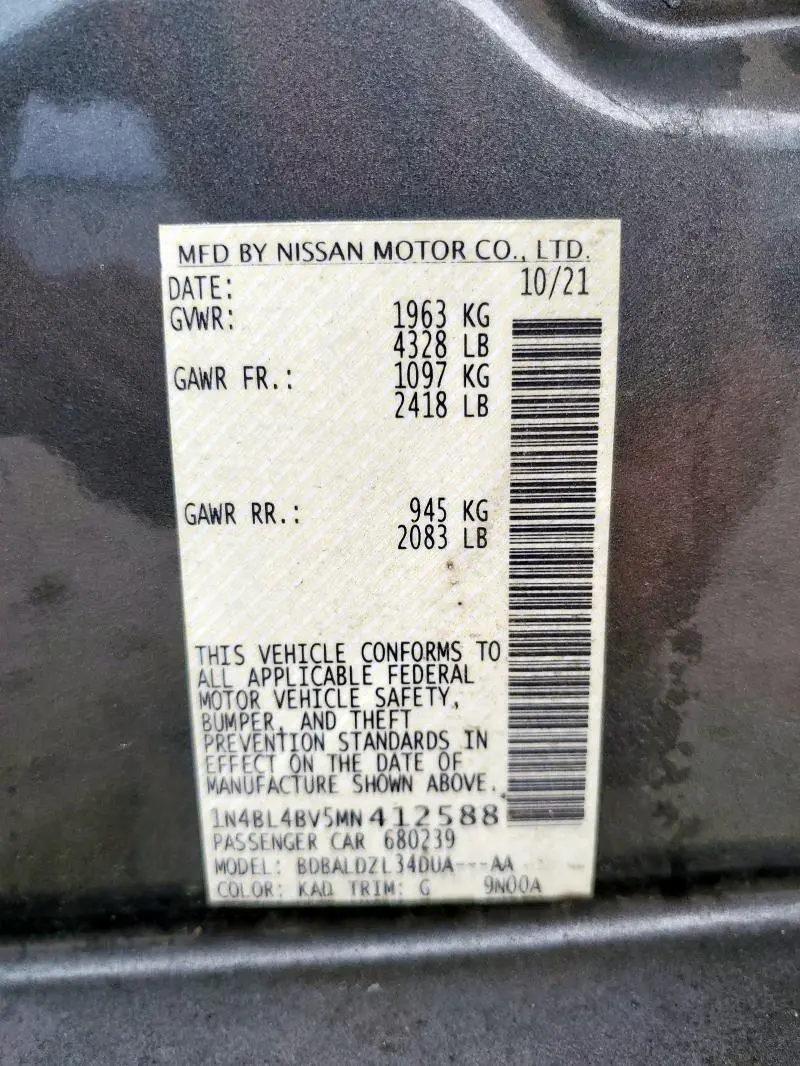 MFD BY NISSAN MOTOR CO., LTD.
DATE: 10/21
GVWR: 1963 KG
4328 LB
GAWR FR.: 1097 KG
2418 LB
GAWR RR.: 945 KG
2083 LB
THIS VEHICLE CONFORMS TO
ALL APPLICABLE FEDERAL
MOTOR VEHICLE SAFETY,
BUMPER, AND THEFT
PREVENTION STANDARDS IN
EFFECT ON THE DATE OF
MANUFACTURE SHOWN ABOVE.
1N4BL4BV5MN412588
PASSENGER CAR 680239
MODEL: BDBALDZL34DUA---AA
COLOR: KAD TRIM: G 9N00A